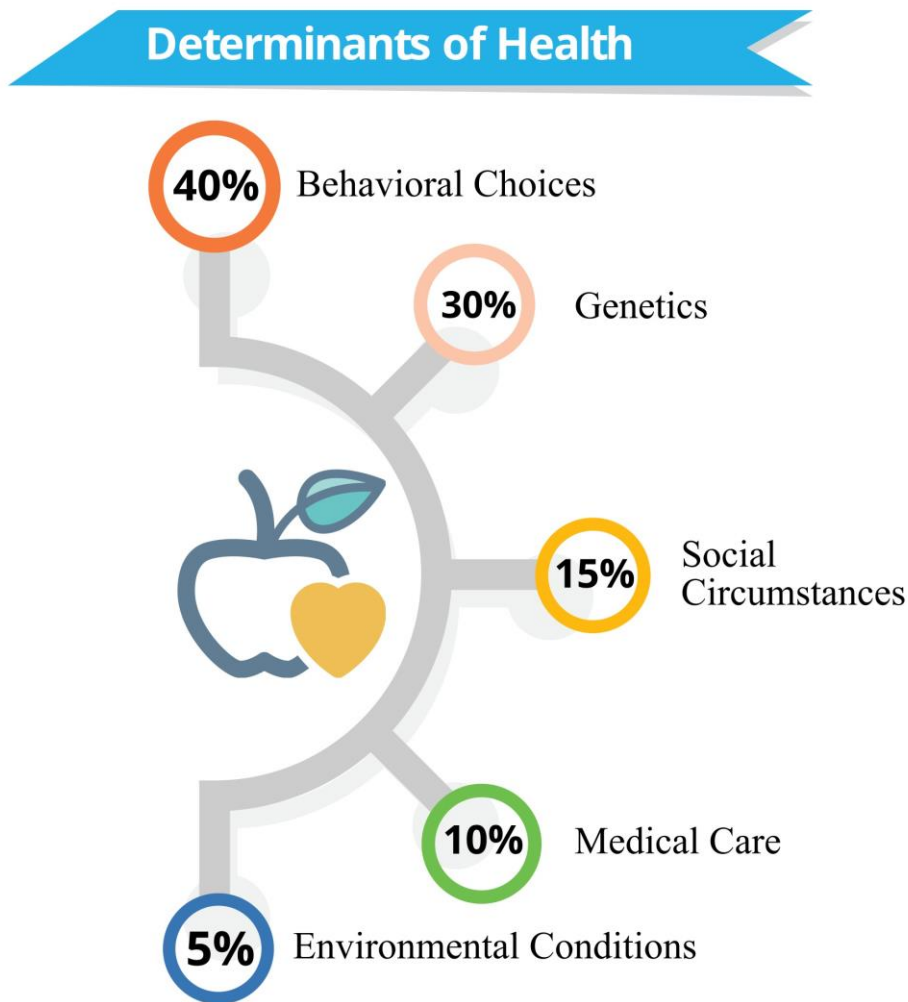 Determinants of Health
40% Behavioral Choices
30% Genetics
15% Social
Circumstances
10% Medical Care
5% Environmental Conditions